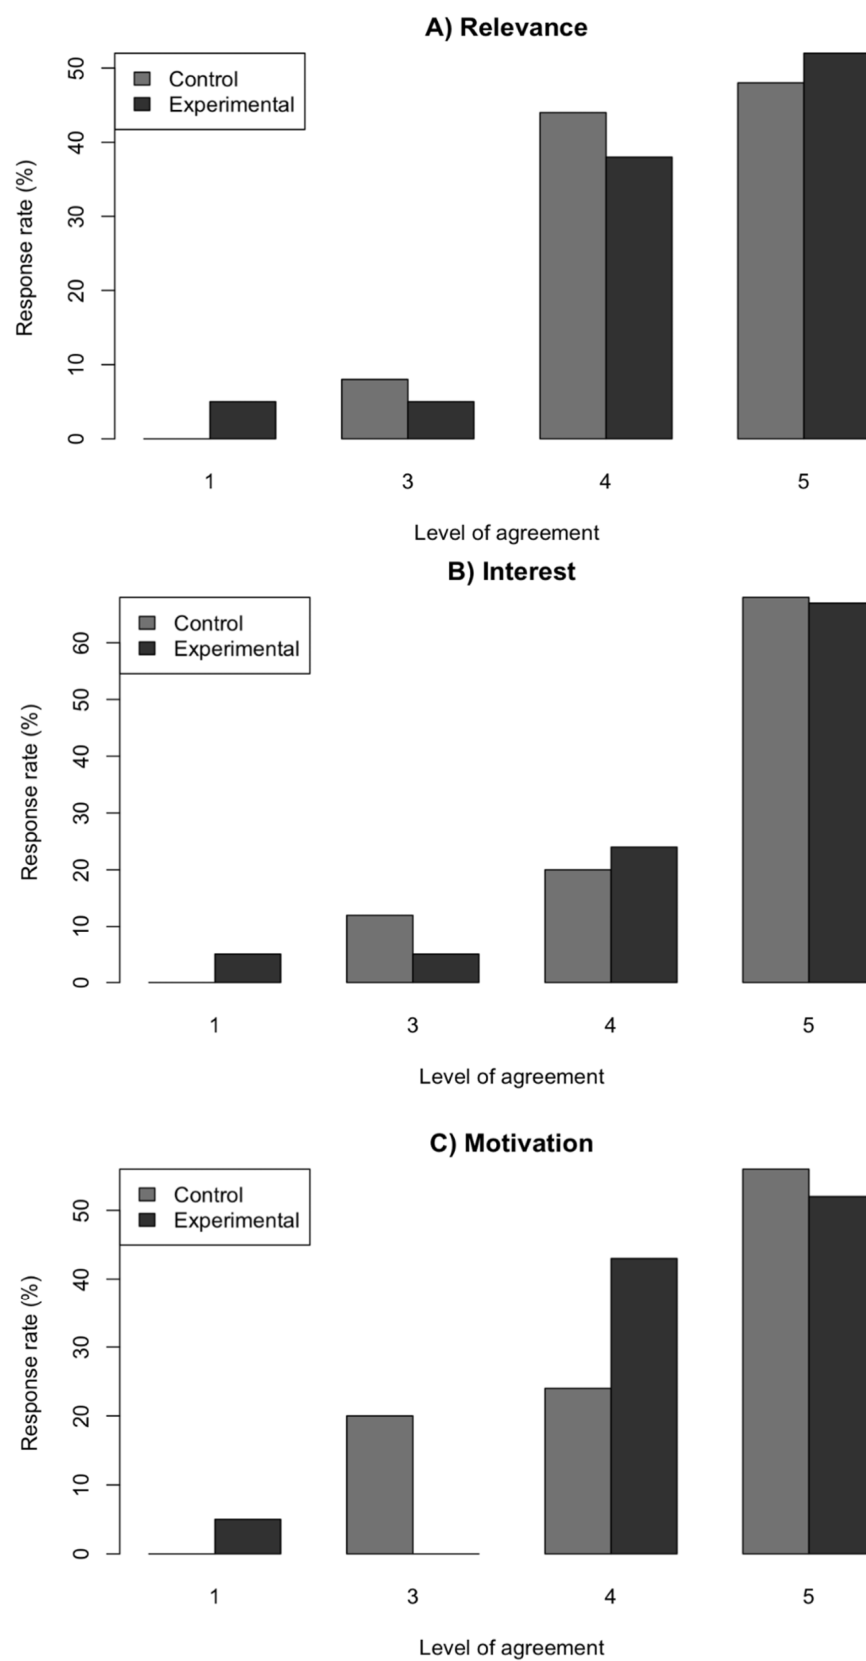 A) Relevance
Control
Experimental
Response rate (%)
50
40
30
20
10
0
1 3 4 5
Level of agreement
B) Interest
Control
Experimental
Response rate (%)
60
50
40
30
20
10
0
1 3 4 5
Level of agreement
C) Motivation
Control
Experimental
Response rate (%)
50
40
30
20
10
0
1 3 4 5
Level of agreement